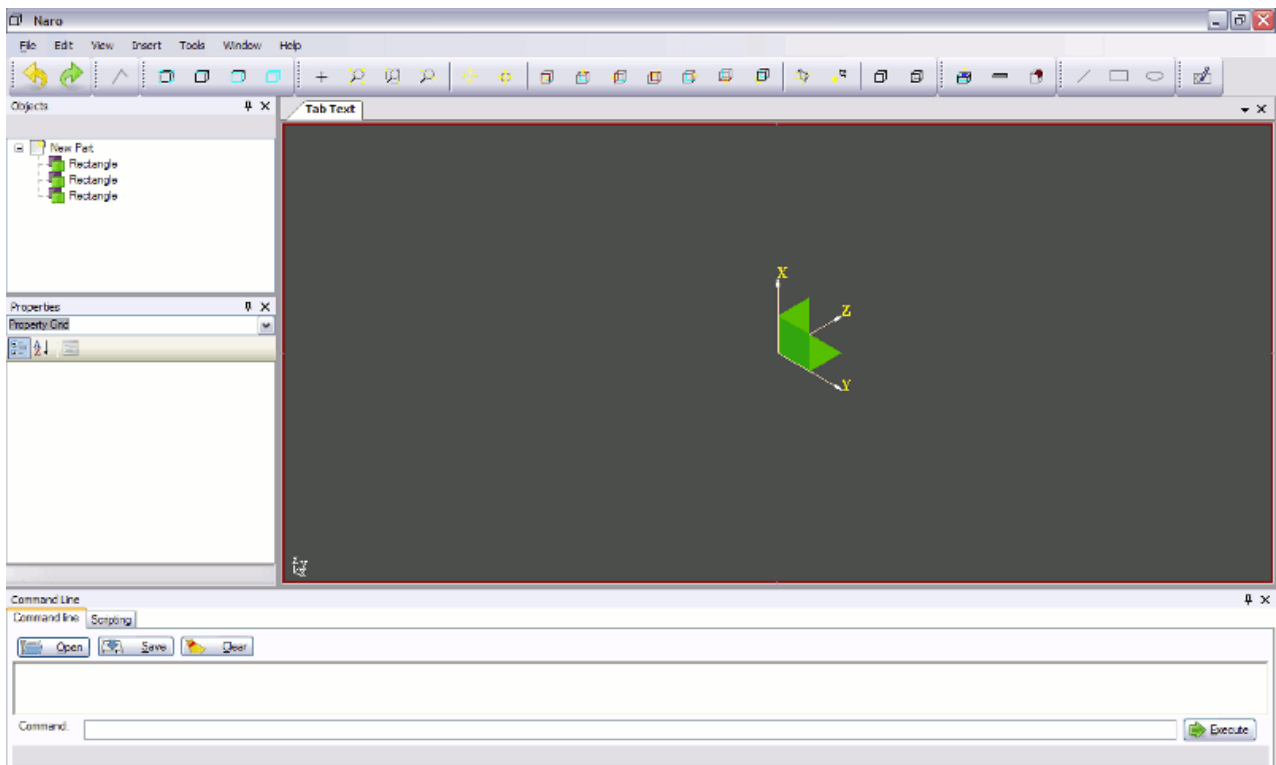 Naro
File Edit View Insert Tools Window Help
Objects
Tab Text
New Part
Rectangle
Rectangle
Rectangle
X
Z
Y
Properties
Property Grid
Command Line
Command line Scripting
Open Save Clear
Command:
Execute